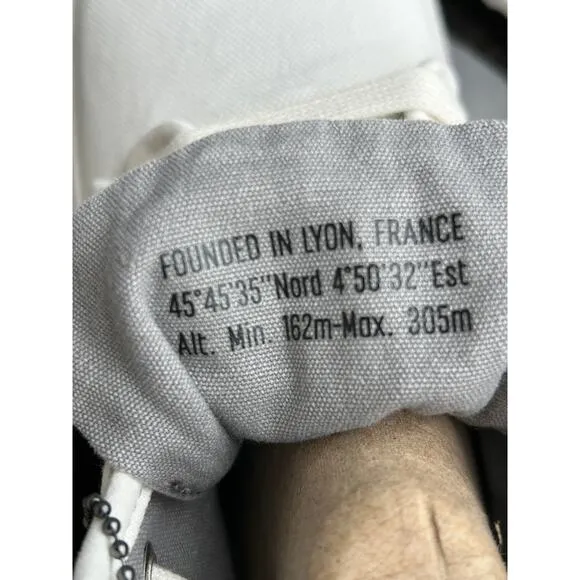 FOUNDED IN LYON, FRANCE
45°45'35"Nord 4°50'32"Est
Alt. Min. 162m-Max. 305m